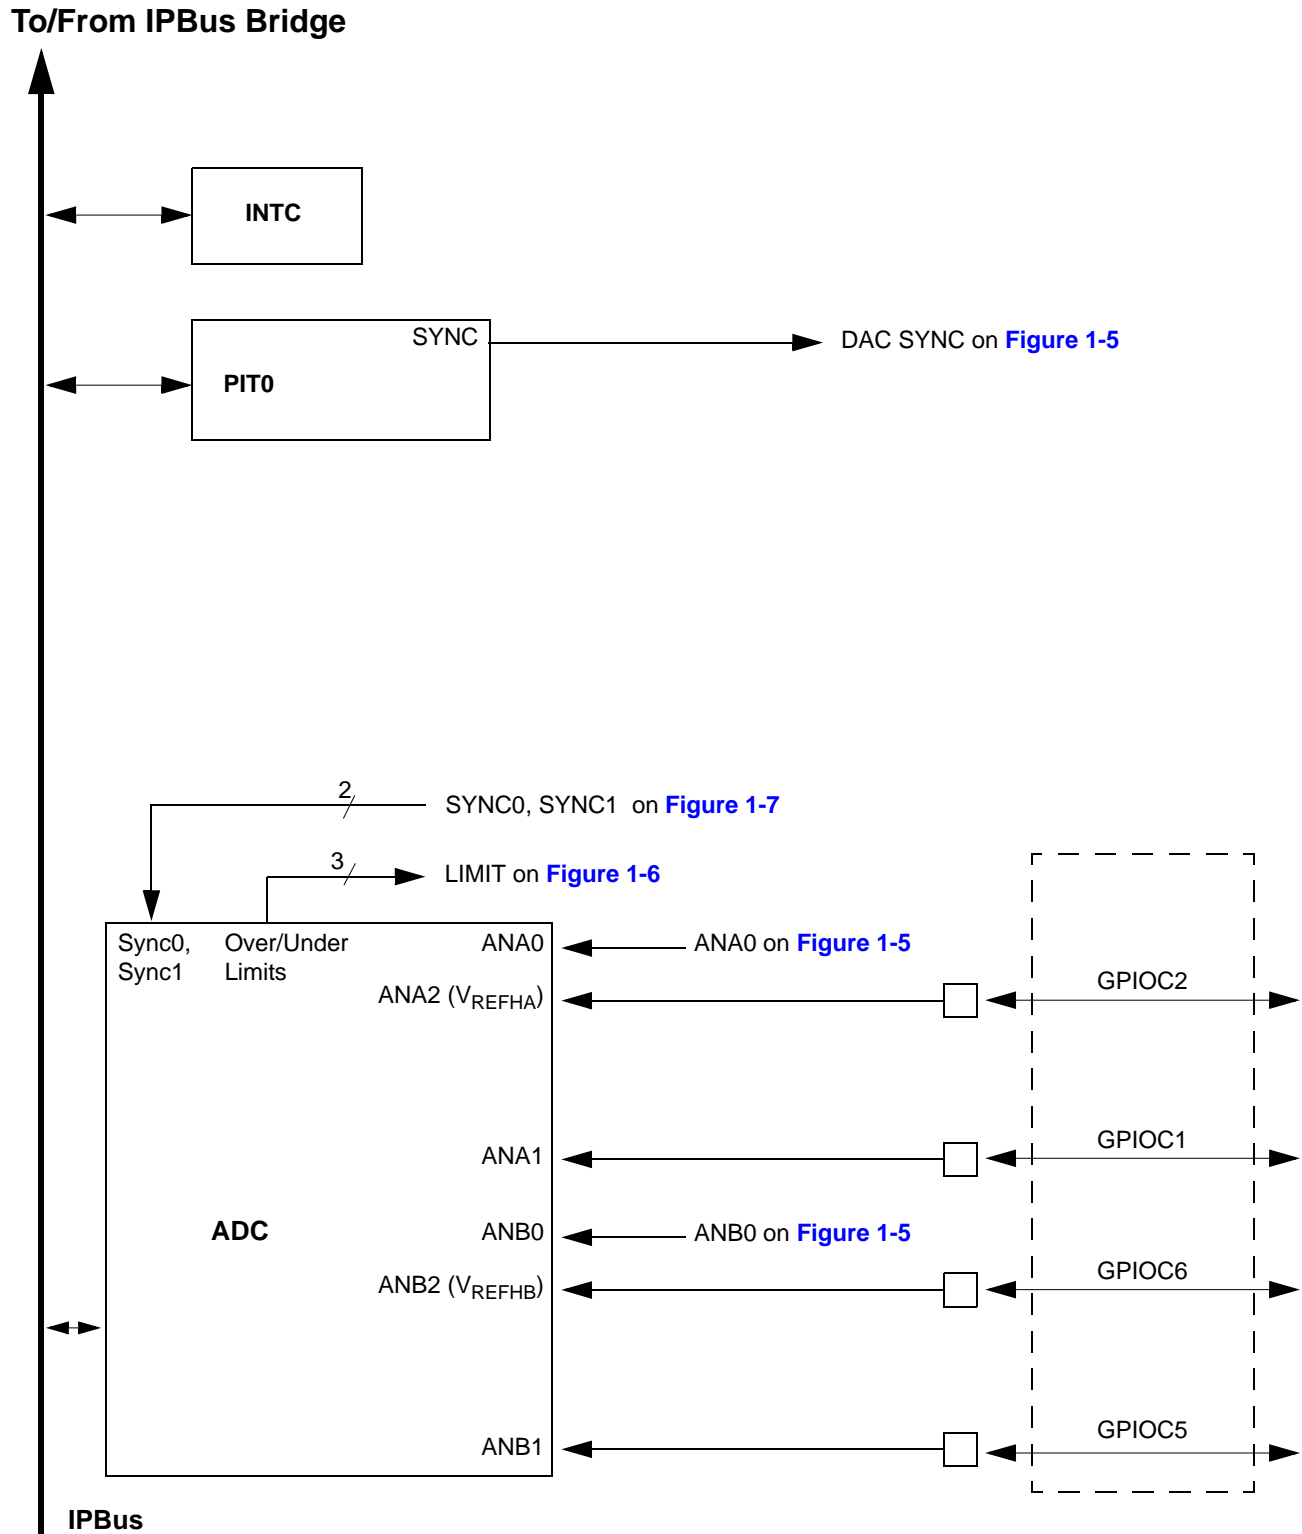 To/From IPBus Bridge
INTC
SYNC
DAC SYNC on Figure 1-5
PIT0
2
SYNC0, SYNC1 on Figure 1-7
3
LIMIT on Figure 1-6
Sync0,
Sync1
Over/Under
Limits
ANA0
ANA0 on Figure 1-5
ANA2 (VREFHA)
GPIOC2
ANA1
GPIOC1
ADC
ANB0
ANB0 on Figure 1-5
ANB2 (VREFHB)
GPIOC6
ANB1
GPIOC5
IPBus